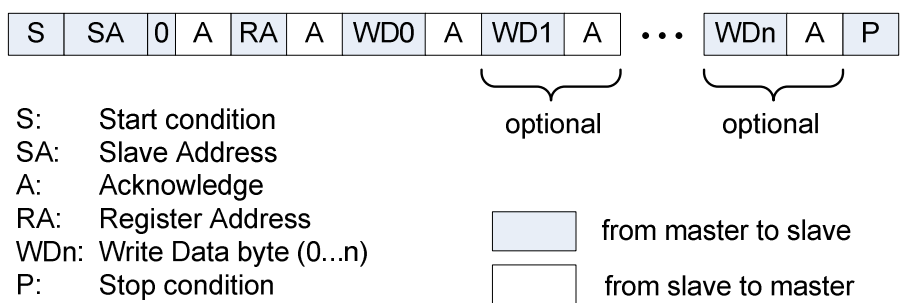 S SA 0 A RA A WD0 A WD1 A • • • WDn A P
optional optional
S: Start condition
SA: Slave Address
A: Acknowledge
RA: Register Address
WDn: Write Data byte (0...n)
P: Stop condition
from master to slave
from slave to master